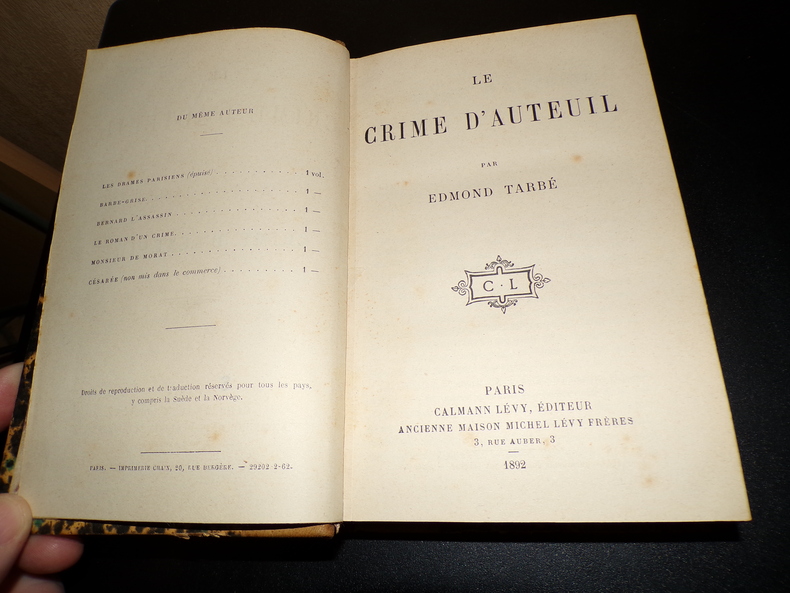 DU MÊME AUTEUR
LES DRAMES PARISIENS (épuisé) . . . . . . . . . . . 1 vol.
BARBE-GRISE. . . . . . . . . . . . . . . . . . . . . 1 —
BERNARD L'ASSASSIN . . . . . . . . . . . . . . . . . 1 —
LE ROMAN D'UN CRIME. . . . . . . . . . . . . . . . . 1 —
MONSIEUR DE MORAT . . . . . . . . . . . . . . . . . 1 —
CÉSARÉE (non mis dans le commerce) . . . . . . . . . 1 —
Droits de reproduction et de traduction réservés pour tous les pays,
y compris la Suède et la Norvège.
PARIS. — IMPRIMERIE CHAIX, 20, RUE BERGÈRE. — 29202-2-92.
LE
CRIME D'AUTEUIL
PAR
EDMOND TARBÉ
C · L
PARIS
CALMANN LÉVY, ÉDITEUR
ANCIENNE MAISON MICHEL LÉVY FRÈRES
3, RUE AUBER, 3
1892